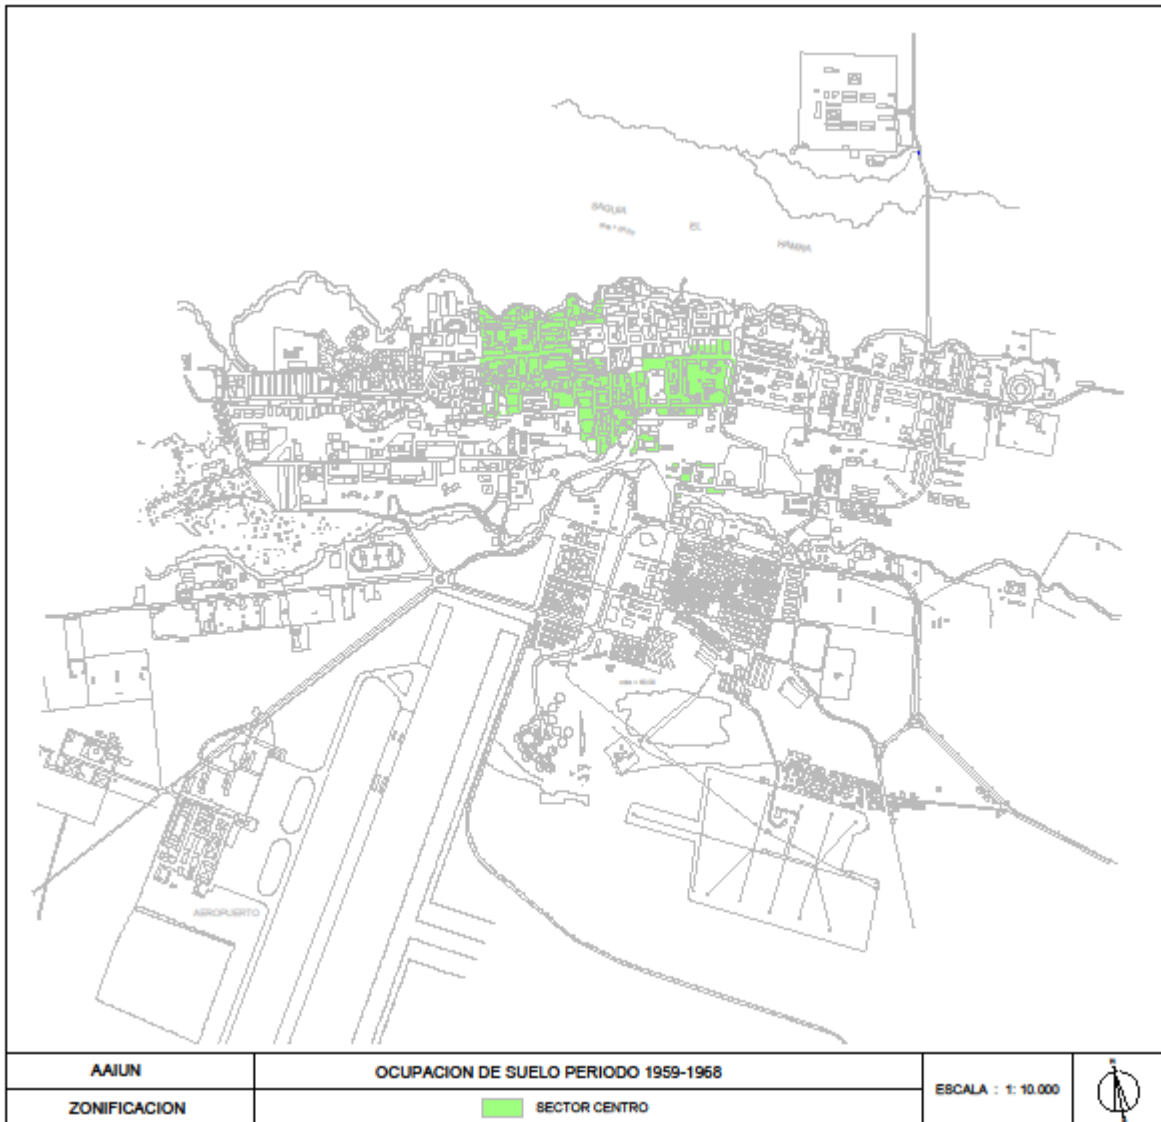 SAGUIA
EL
HAMRA
AEROPUERTO
AAIUN
OCUPACION DE SUELO PERIODO 1959-1968
ESCALA : 1: 10.000
N
ZONIFICACION
SECTOR CENTRO